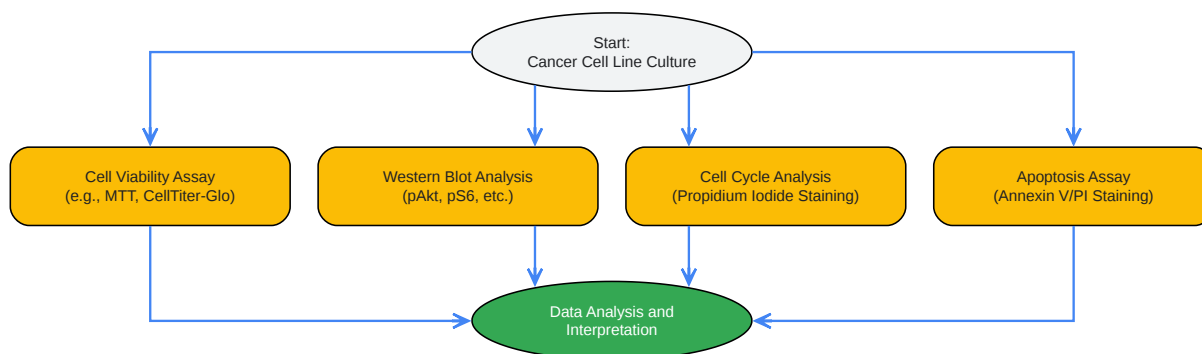 Start:
Cancer Cell Line Culture
Cell Viability Assay
(e.g., MTT, CellTiter-Glo)
Western Blot Analysis
(pAkt, pS6, etc.)
Cell Cycle Analysis
(Propidium Iodide Staining)
Apoptosis Assay
(Annexin V/PI Staining)
Data Analysis and
Interpretation